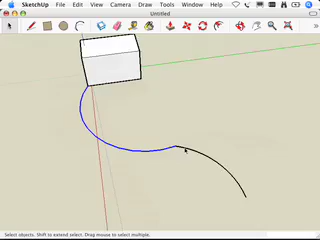 SketchUp File Edit View Camera Draw Tools Window Help
Untitled
Select objects. Shift to extend select. Drag mouse to select multiple.